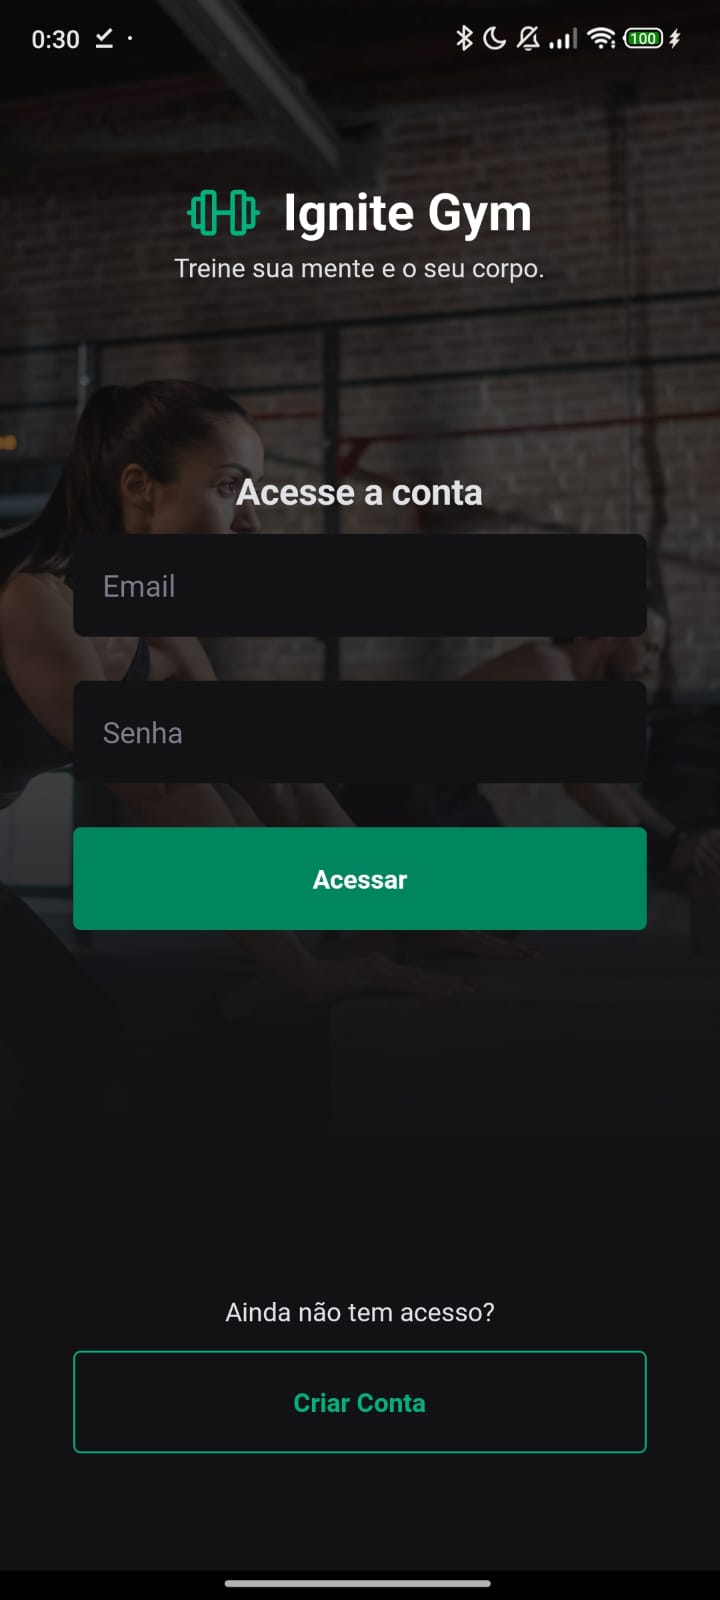 0:30
100
Ignite Gym
Treine sua mente e o seu corpo.
Acesse a conta
Email
Senha
Acessar
Ainda não tem acesso?
Criar Conta